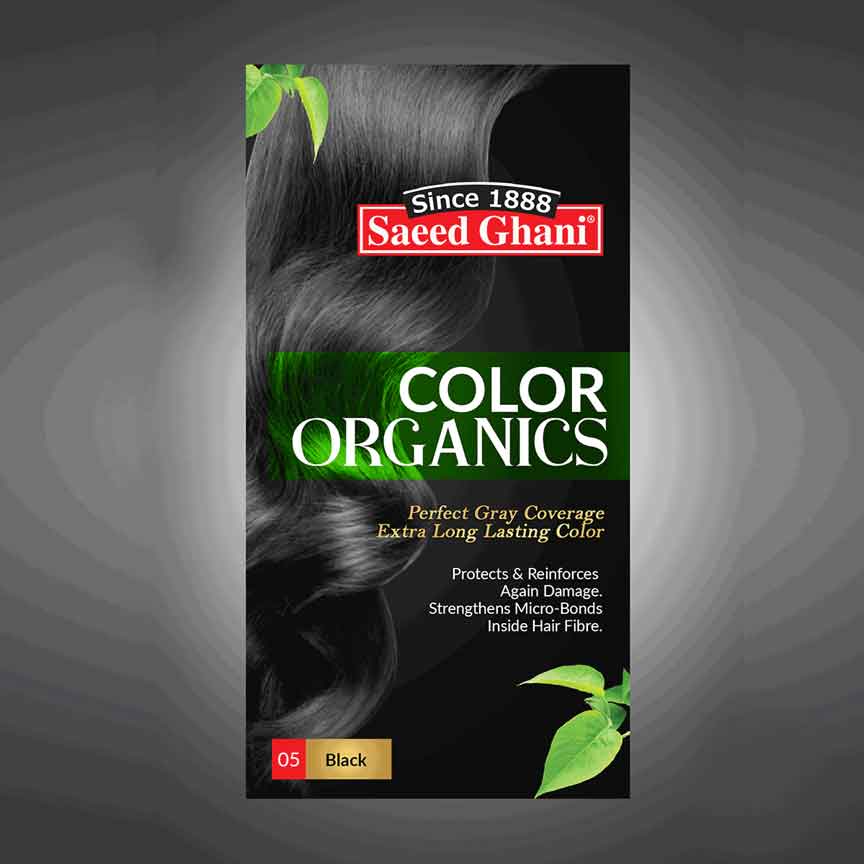 Since 1888
Saeed Ghani®
COLOR
ORGANICS
Perfect Gray Coverage
Extra Long Lasting Color
Protects & Reinforces
Again Damage.
Strengthens Micro-Bonds
Inside Hair Fibre.
05 Black